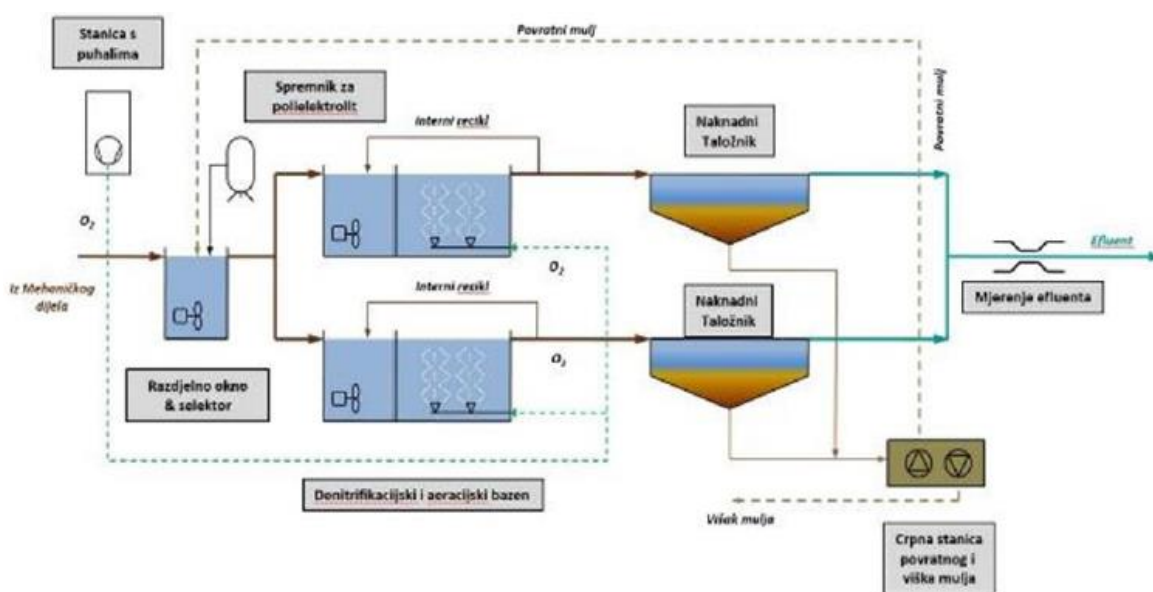 Stanica s
puhalima
Povratni mulj
Spremnik za
polielektrolit
Interni recikl
Naknadni
Taložnik
Povratni mulj
O₂
Iz Mehaničkog
dijela
O₂
Efluent
Mjerenje efluenta
Interni recikl
Naknadni
Taložnik
O₂
Razdjelno okno
& selektor
Denitrifikacijski i aeracijski bazen
Višak mulja
Crpna stanica
povratnog i
viška mulja